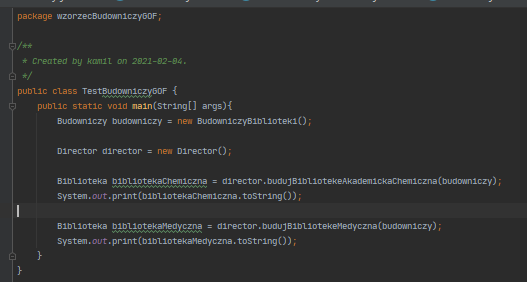 package wzorzecBudowniczyGOF;
/**
* Created by kamil on 2021-02-04.
*/
public class TestBudowniczyGOF {
public static void main(String[] args){
Budowniczy budowniczy = new BudowniczyBiblioteki();
Director director = new Director();
Biblioteka bibliotekaChemiczna = director.budujBibliotekeAkademickaChemiczna(budowniczy);
System.out.print(bibliotekaChemiczna.toString());
Biblioteka bibliotekaMedyczna = director.budujBibliotekeMedyczna(budowniczy);
System.out.print(bibliotekaMedyczna.toString());
}
}